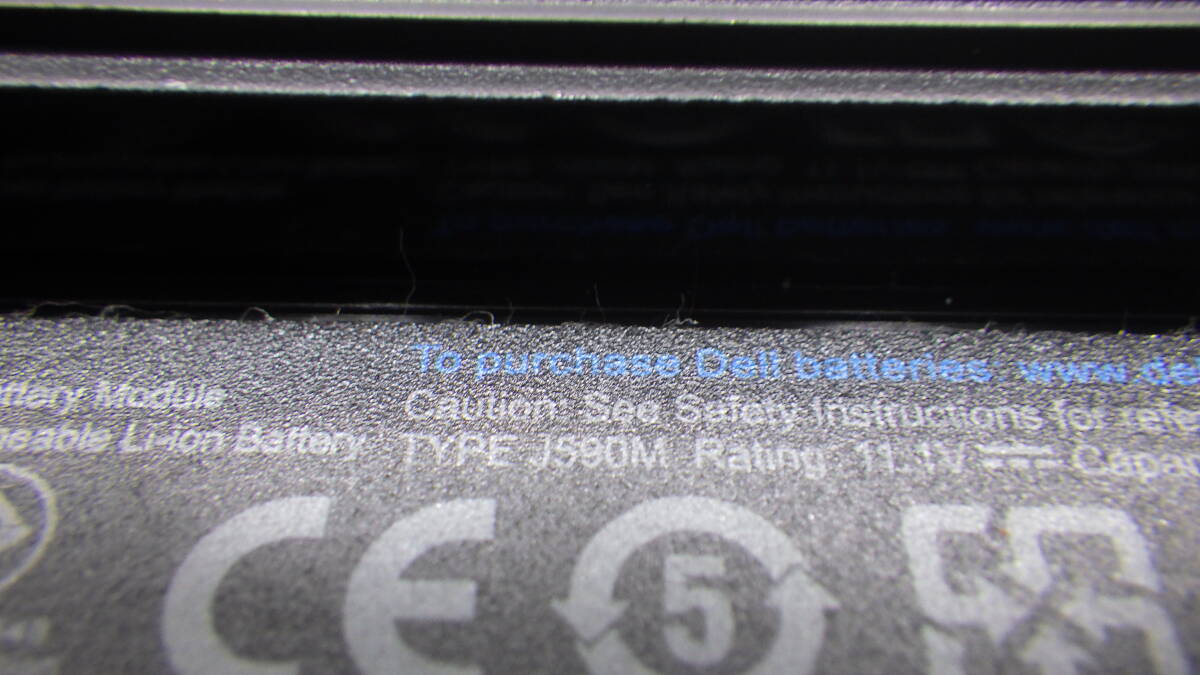 To purchase Dell batteries: www.de
ttery Module
Caution: See Safety Instructions for refe
geable Li-ion Battery
TYPE J590M Rating 11.1V ⎓ Capa
CE
5